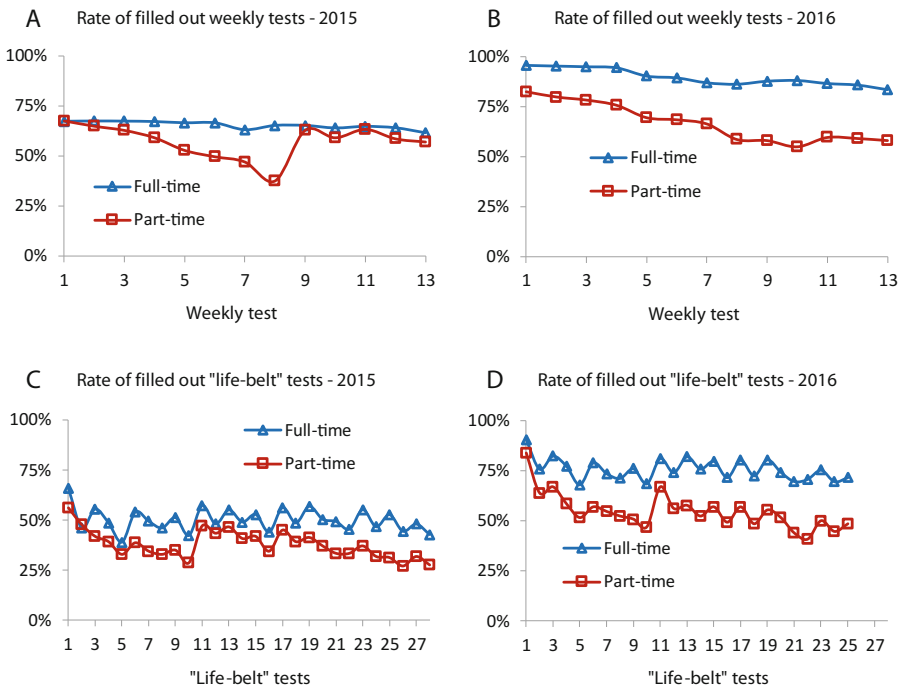 A Rate of filled out weekly tests - 2015
100%
75%
50%
25%
0%
Full-time
Part-time
1 3 5 7 9 11 13
Weekly test
B Rate of filled out weekly tests - 2016
100%
75%
50%
25%
0%
Full-time
Part-time
1 3 5 7 9 11 13
Weekly test
C Rate of filled out "life-belt" tests - 2015
100%
75%
50%
25%
0%
Full-time
Part-time
1 3 5 7 9 11 13 15 17 19 21 23 25 27
"Life-belt" tests
D Rate of filled out "life-belt" tests - 2016
100%
75%
50%
25%
0%
Full-time
Part-time
1 3 5 7 9 11 13 15 17 19 21 23 25 27
"Life-belt" tests